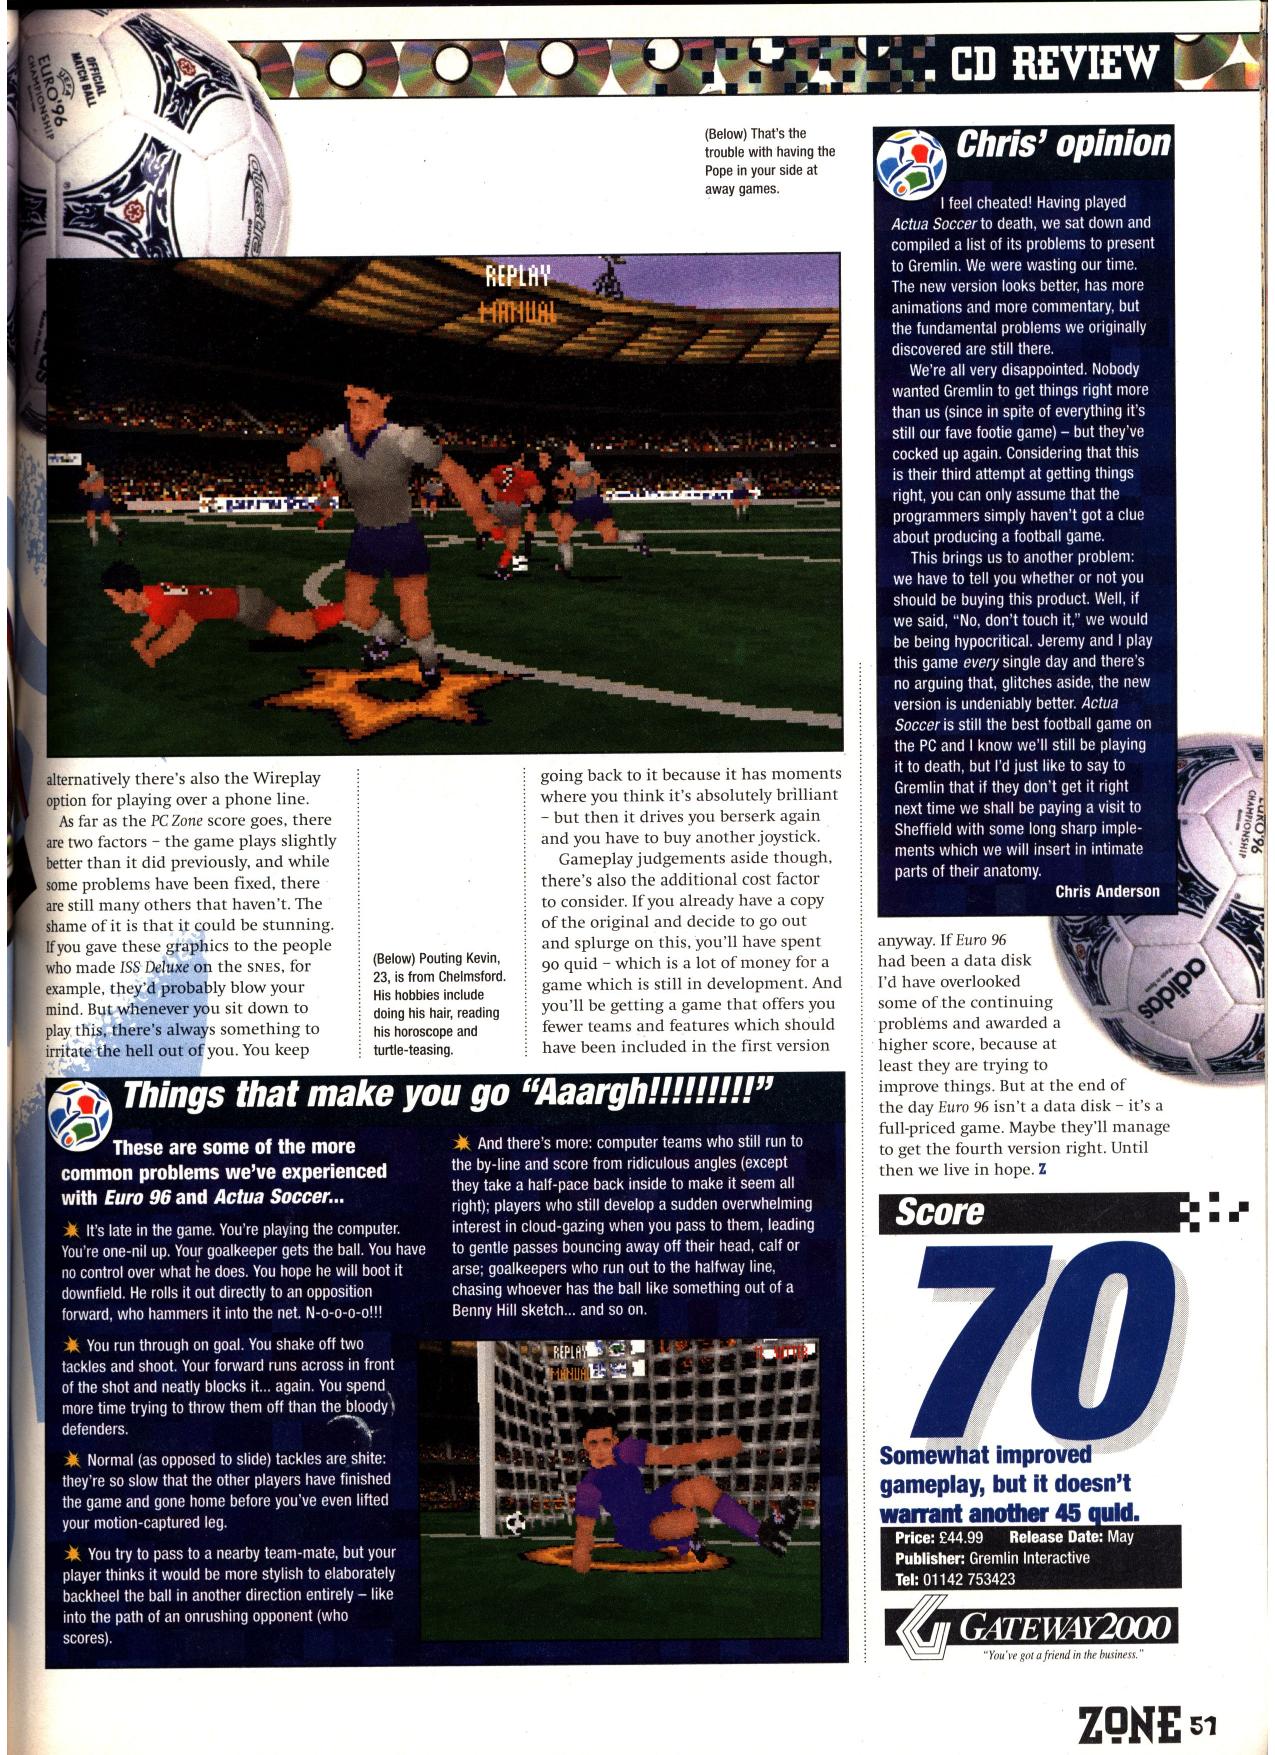 OFFICIAL
MATCH BALL
UEFA
EURO '96
CHAMPIONSHIP
questra
CD REVIEW
(Below) That's the
trouble with having the
Pope in your side at
away games.
REPLAY
MANUAL
alternatively there's also the Wireplay
option for playing over a phone line.
As far as the PC Zone score goes, there
are two factors – the game plays slightly
better than it did previously, and while
some problems have been fixed, there
are still many others that haven't. The
shame of it is that it could be stunning.
If you gave these graphics to the people
who made ISS Deluxe on the SNES, for
example, they'd probably blow your
mind. But whenever you sit down to
play this, there's always something to
irritate the hell out of you. You keep
(Below) Pouting Kevin,
23, is from Chelmsford.
His hobbies include
doing his hair, reading
his horoscope and
turtle-teasing.
going back to it because it has moments
where you think it's absolutely brilliant
– but then it drives you berserk again
and you have to buy another joystick.
Gameplay judgements aside though,
there's also the additional cost factor
to consider. If you already have a copy
of the original and decide to go out
and splurge on this, you'll have spent
90 quid – which is a lot of money for a
game which is still in development. And
you'll be getting a game that offers you
fewer teams and features which should
have been included in the first version
anyway. If Euro 96
had been a data disk
I'd have overlooked
some of the continuing
problems and awarded a
higher score, because at
least they are trying to
improve things. But at the end of
the day Euro 96 isn't a data disk – it's a
full-priced game. Maybe they'll manage
to get the fourth version right. Until
then we live in hope. Z
Chris' opinion
I feel cheated! Having played
Actua Soccer to death, we sat down and
compiled a list of its problems to present
to Gremlin. We were wasting our time.
The new version looks better, has more
animations and more commentary, but
the fundamental problems we originally
discovered are still there.
We're all very disappointed. Nobody
wanted Gremlin to get things right more
than us (since in spite of everything it's
still our fave footie game) – but they've
cocked up again. Considering that this
is their third attempt at getting things
right, you can only assume that the
programmers simply haven't got a clue
about producing a football game.
This brings us to another problem:
we have to tell you whether or not you
should be buying this product. Well, if
we said, "No, don't touch it," we would
be being hypocritical. Jeremy and I play
this game every single day and there's
no arguing that, glitches aside, the new
version is undeniably better. Actua
Soccer is still the best football game on
the PC and I know we'll still be playing
it to death, but I'd just like to say to
Gremlin that if they don't get it right
next time we shall be paying a visit to
Sheffield with some long sharp imple-
ments which we will insert in intimate
parts of their anatomy.
Chris Anderson
EURO '96
CHAMPIONSHIP
adidas
Things that make you go "Aaargh!!!!!!!!!"
These are some of the more
common problems we've experienced
with Euro 96 and Actua Soccer...
It's late in the game. You're playing the computer.
You're one-nil up. Your goalkeeper gets the ball. You have
no control over what he does. You hope he will boot it
downfield. He rolls it out directly to an opposition
forward, who hammers it into the net. N-o-o-o-o!!!
You run through on goal. You shake off two
tackles and shoot. Your forward runs across in front
of the shot and neatly blocks it... again. You spend
more time trying to throw them off than the bloody
defenders.
Normal (as opposed to slide) tackles are shite:
they're so slow that the other players have finished
the game and gone home before you've even lifted
your motion-captured leg.
You try to pass to a nearby team-mate, but your
player thinks it would be more stylish to elaborately
backheel the ball in another direction entirely – like
into the path of an onrushing opponent (who
scores).
And there's more: computer teams who still run to
the by-line and score from ridiculous angles (except
they take a half-pace back inside to make it seem all
right); players who still develop a sudden overwhelming
interest in cloud-gazing when you pass to them, leading
to gentle passes bouncing away off their head, calf or
arse; goalkeepers who run out to the halfway line,
chasing whoever has the ball like something out of a
Benny Hill sketch... and so on.
REPLAY
MANUAL
Score
70
Somewhat improved
gameplay, but it doesn't
warrant another 45 quid.
Price: £44.99 Release Date: May
Publisher: Gremlin Interactive
Tel: 01142 753423
GATEWAY2000
"You've got a friend in the business."
ZONE 51